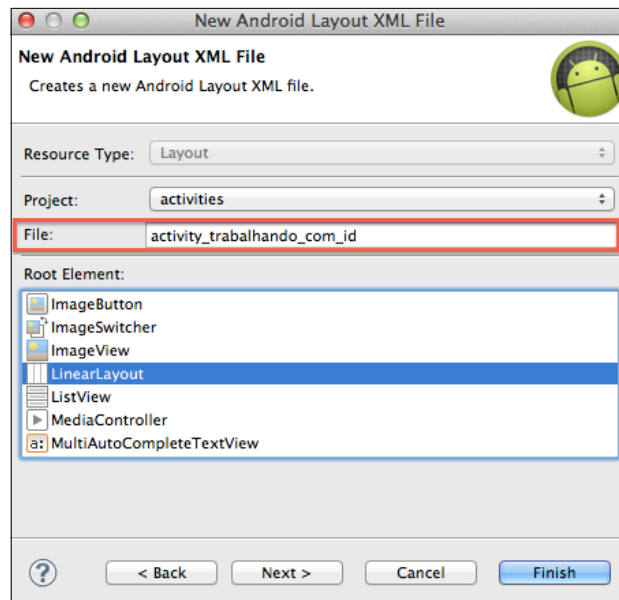 New Android Layout XML File
New Android Layout XML File
Creates a new Android Layout XML file.
Resource Type: Layout
Project: activities
File: activity_trabalhando_com_id
Root Element:
ImageButton
ImageSwitcher
ImageView
LinearLayout
ListView
MediaController
a: MultiAutoCompleteTextView
? < Back Next > Cancel Finish